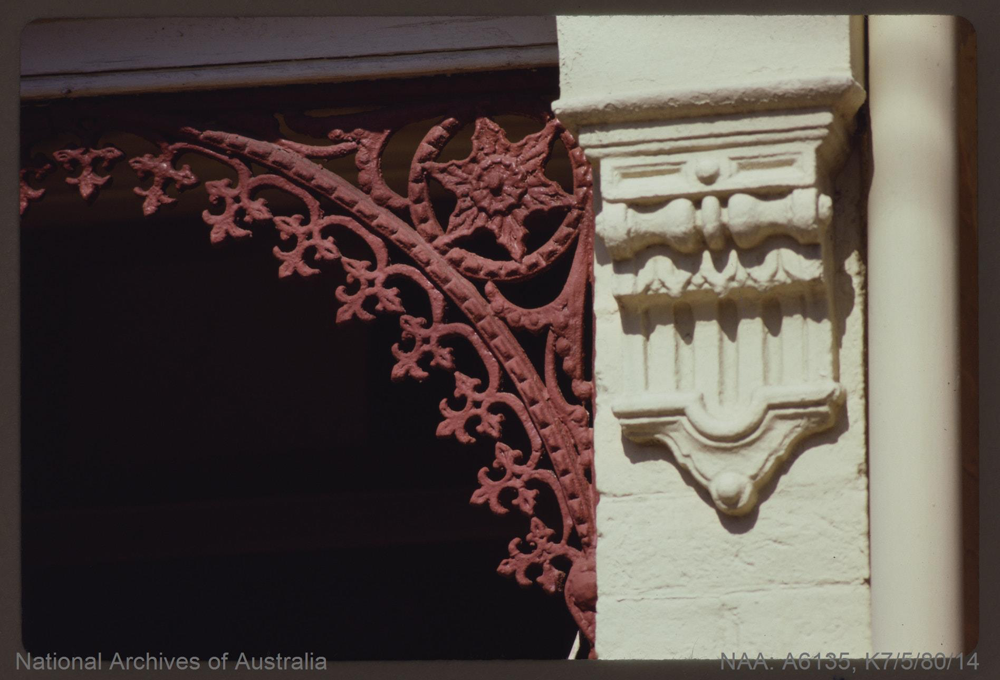 National Archives of Australia
NAA: A6135, K7/5/80/14